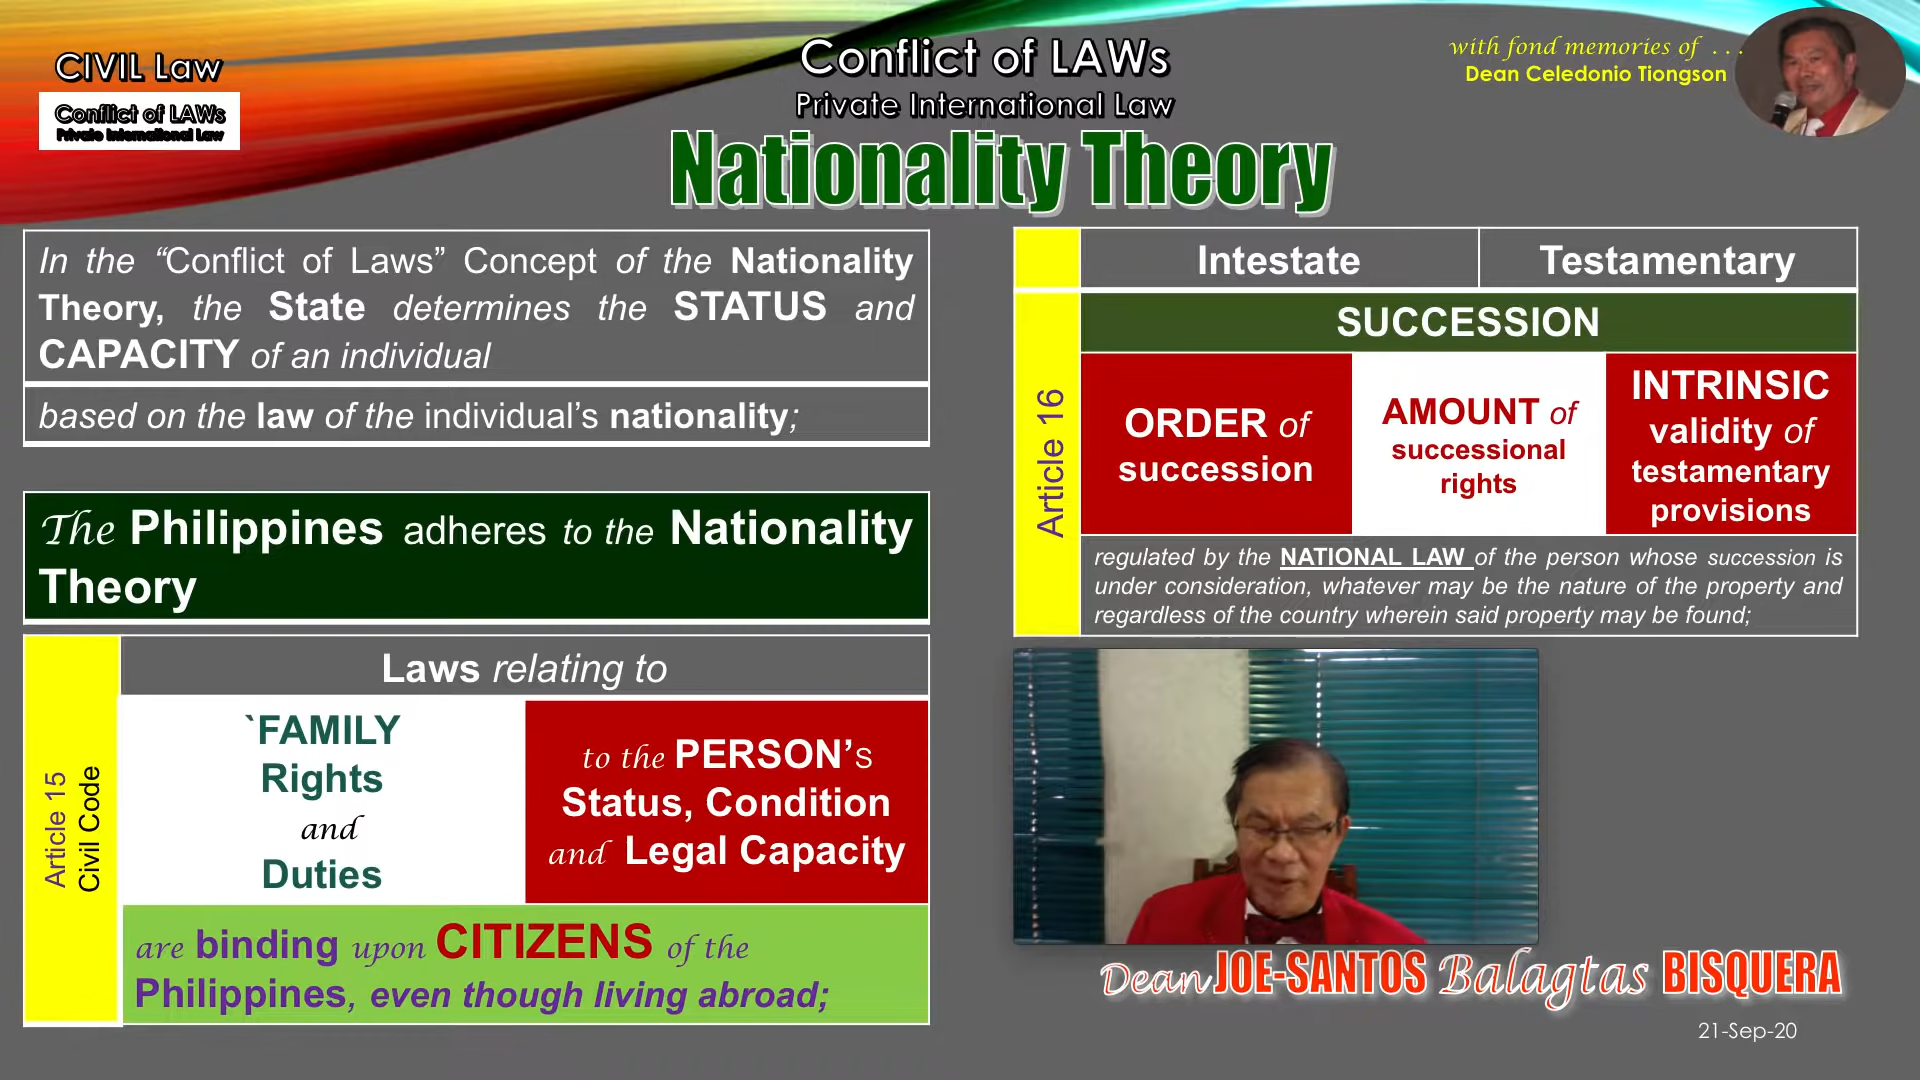 CIVIL Law
Conflict of LAWs
Private International Law
Conflict of LAWs
Private International Law
Nationality Theory
with fond memories of . . .
Dean Celedonio Tiongson
In the “Conflict of Laws” Concept of the Nationality
Theory, the State determines the STATUS and
CAPACITY of an individual
based on the law of the individual’s nationality;
The Philippines adheres to the Nationality
Theory
Article 15
Civil Code
Laws relating to
`FAMILY
Rights
and
Duties
to the PERSON’s
Status, Condition
and Legal Capacity
are binding upon CITIZENS of the
Philippines, even though living abroad;
Intestate
Testamentary
Article 16
SUCCESSION
ORDER of
succession
AMOUNT of
successional
rights
INTRINSIC
validity of
testamentary
provisions
regulated by the NATIONAL LAW of the person whose succession is
under consideration, whatever may be the nature of the property and
regardless of the country wherein said property may be found;
Dean JOE-SANTOS Balagtas BISQUERA
21-Sep-20